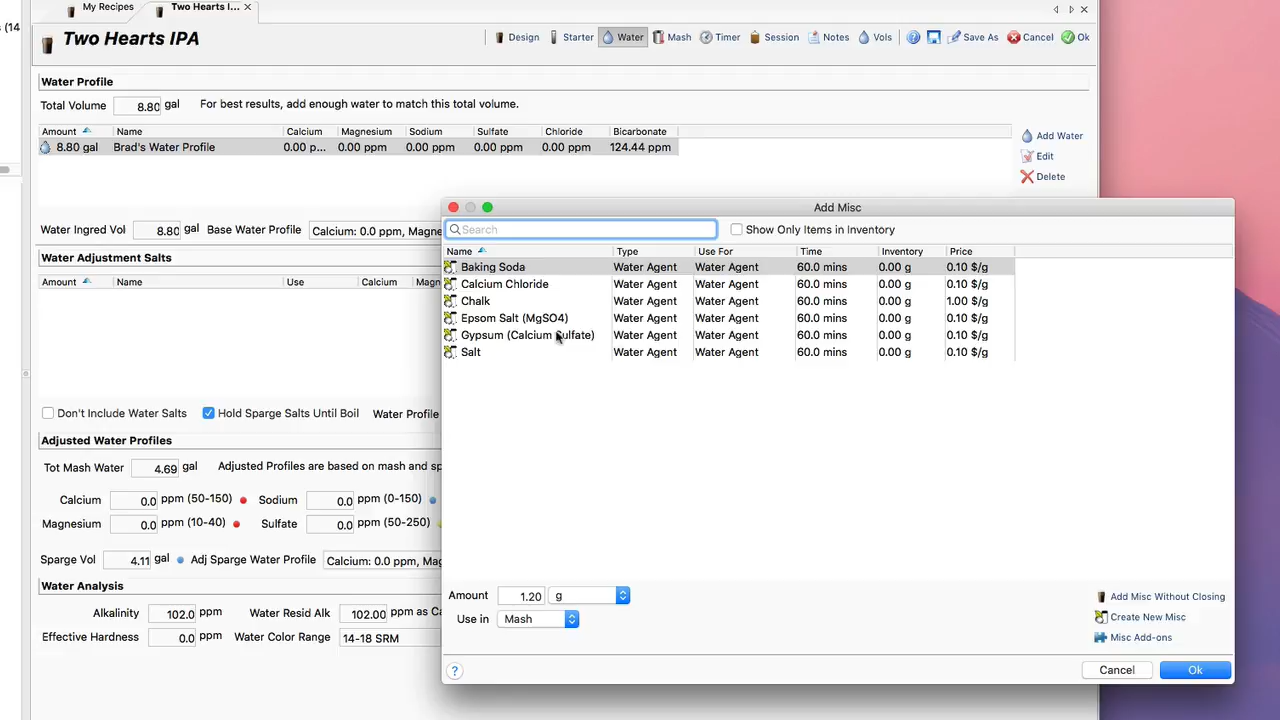 My Recipes
Two Hearts I...
s (14
Two Hearts IPA
Design
Starter
Water
Mash
Timer
Session
Notes
Vols
Save As
Cancel
Ok
Water Profile
Total Volume 8.80 gal For best results, add enough water to match this total volume.
Amount Name Calcium Magnesium Sodium Sulfate Chloride Bicarbonate
8.80 gal Brad's Water Profile 0.00 p... 0.00 ppm 0.00 ppm 0.00 ppm 0.00 ppm 124.44 ppm
Add Water
Edit
Delete
Water Ingred Vol 8.80 gal Base Water Profile Calcium: 0.0 ppm, Magne
Water Adjustment Salts
Amount Name Use Calcium Magn
Don't Include Water Salts Hold Sparge Salts Until Boil Water Profile
Adjusted Water Profiles
Tot Mash Water 4.69 gal Adjusted Profiles are based on mash and sp
Calcium 0.0 ppm (50-150) Sodium 0.0 ppm (0-150)
Magnesium 0.0 ppm (10-40) Sulfate 0.0 ppm (50-250)
Sparge Vol 4.11 gal Adj Sparge Water Profile Calcium: 0.0 ppm, Mag
Water Analysis
Alkalinity 102.0 ppm Water Resid Alk 102.00 ppm as Ca
Effective Hardness 0.0 ppm Water Color Range 14-18 SRM
Add Misc
Search
Show Only Items in Inventory
Name Type Use For Time Inventory Price
Baking Soda Water Agent Water Agent 60.0 mins 0.00 g 0.10 $/g
Calcium Chloride Water Agent Water Agent 60.0 mins 0.00 g 0.10 $/g
Chalk Water Agent Water Agent 60.0 mins 0.00 g 1.00 $/g
Epsom Salt (MgSO4) Water Agent Water Agent 60.0 mins 0.00 g 0.10 $/g
Gypsum (Calcium Sulfate) Water Agent Water Agent 60.0 mins 0.00 g 0.10 $/g
Salt Water Agent Water Agent 60.0 mins 0.00 g 0.10 $/g
Amount 1.20 g
Use in Mash
Add Misc Without Closing
Create New Misc
Misc Add-ons
?
Cancel
Ok